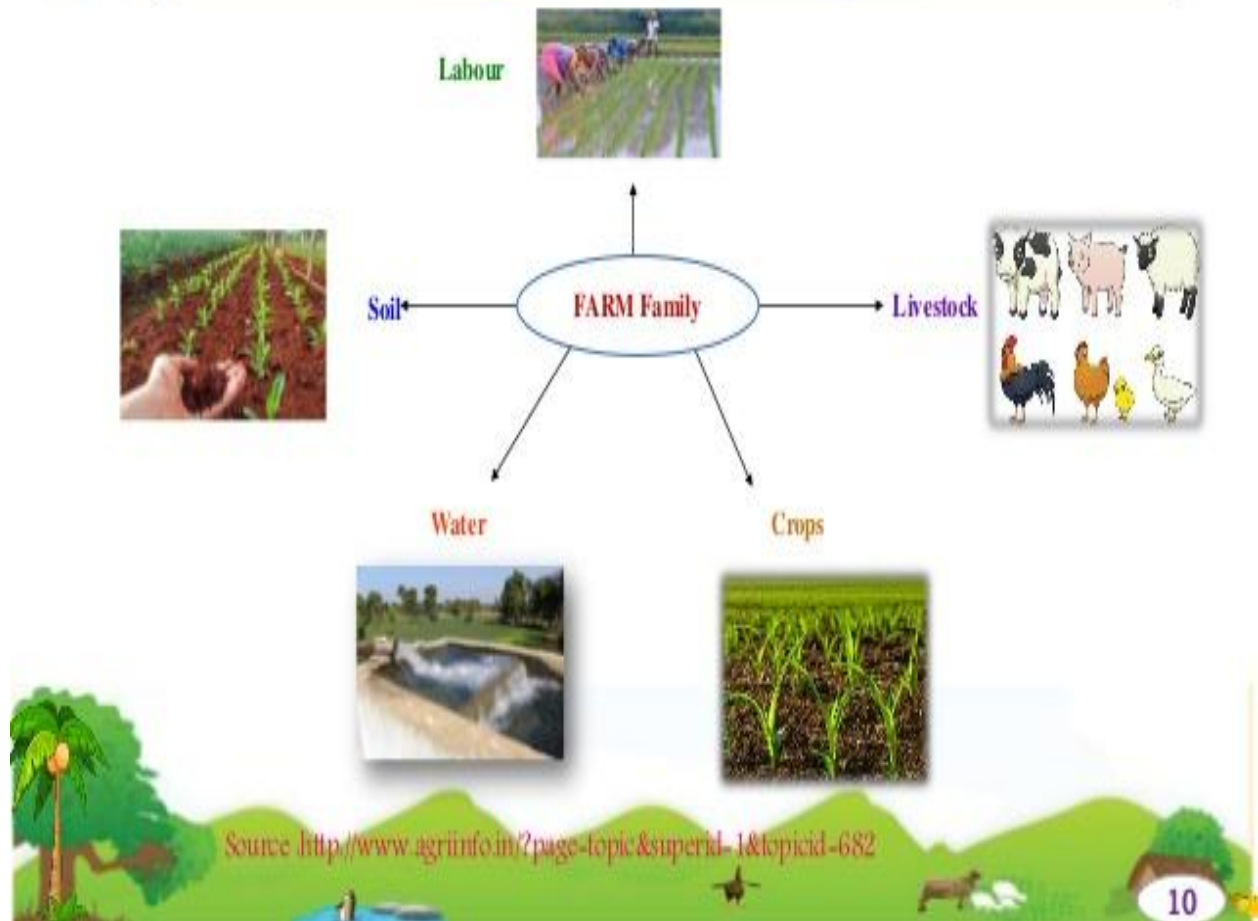 Labour
Soil
FARM Family
Livestock
Water
Crops
Source http://www.agriinfo.in/?page-topic&superid-1&topicid-682
10